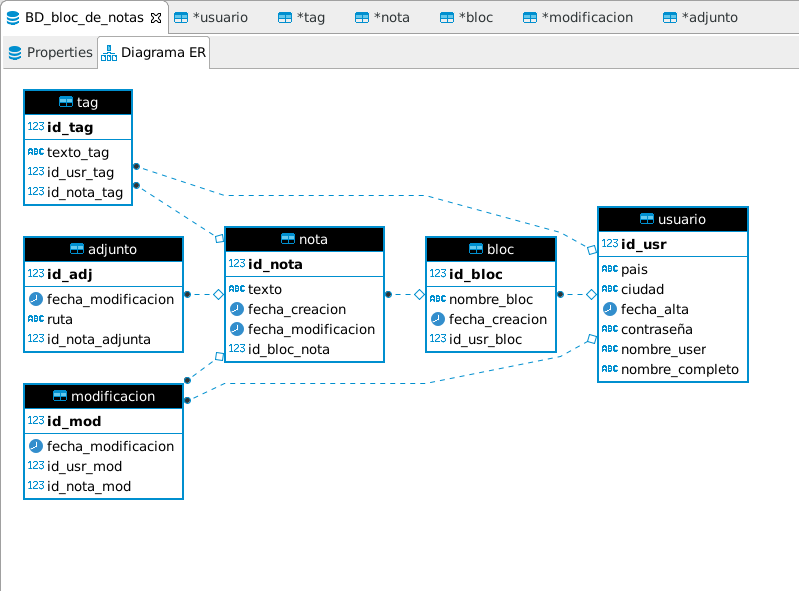 BD_bloc_de_notas *usuario *tag *nota *bloc *modificacion *adjunto
Properties Diagrama ER
tag
123 id_tag
ABC texto_tag
123 id_usr_tag
123 id_nota_tag
adjunto
123 id_adj
fecha_modificacion
ABC ruta
123 id_nota_adjunta
modificacion
123 id_mod
fecha_modificacion
123 id_usr_mod
123 id_nota_mod
nota
123 id_nota
ABC texto
fecha_creacion
fecha_modificacion
123 id_bloc_nota
bloc
123 id_bloc
ABC nombre_bloc
fecha_creacion
123 id_usr_bloc
usuario
123 id_usr
ABC pais
ABC ciudad
fecha_alta
ABC contraseña
ABC nombre_user
ABC nombre_completo